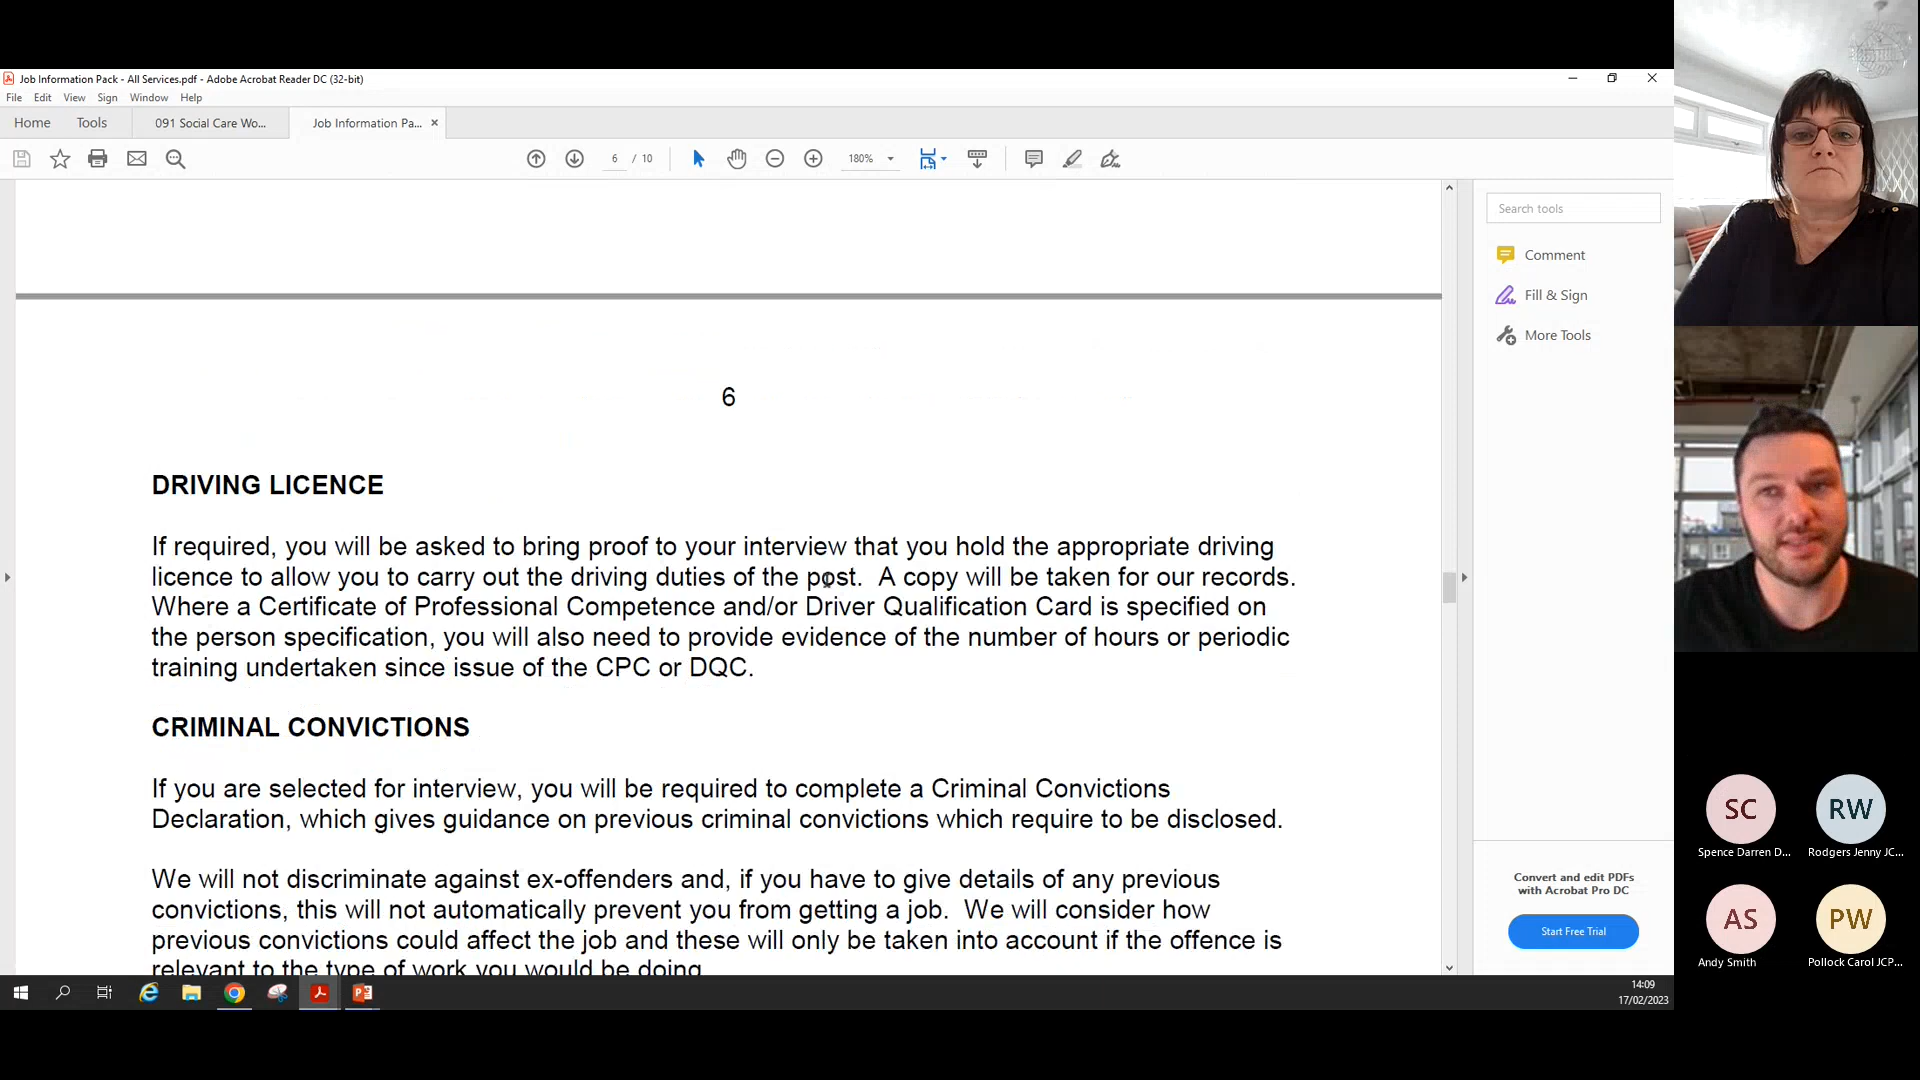 Job Information Pack - All Services.pdf - Adobe Acrobat Reader DC (32-bit)
File Edit View Sign Window Help
Home Tools 091 Social Care Wo... Job Information Pa... ×
6 / 10 180%
Search tools
Comment
Fill & Sign
More Tools
6
DRIVING LICENCE
If required, you will be asked to bring proof to your interview that you hold the appropriate driving
licence to allow you to carry out the driving duties of the post.  A copy will be taken for our records.
Where a Certificate of Professional Competence and/or Driver Qualification Card is specified on
the person specification, you will also need to provide evidence of the number of hours or periodic
training undertaken since issue of the CPC or DQC.
CRIMINAL CONVICTIONS
If you are selected for interview, you will be required to complete a Criminal Convictions
Declaration, which gives guidance on previous criminal convictions which require to be disclosed.
We will not discriminate against ex-offenders and, if you have to give details of any previous
convictions, this will not automatically prevent you from getting a job.  We will consider how
previous convictions could affect the job and these will only be taken into account if the offence is
relevant to the type of work you would be doing
Convert and edit PDFs
with Acrobat Pro DC
Start Free Trial
14:09
17/02/2023
SC RW
Spence Darren D... Rodgers Jenny JC...
AS PW
Andy Smith Pollock Carol JCP...